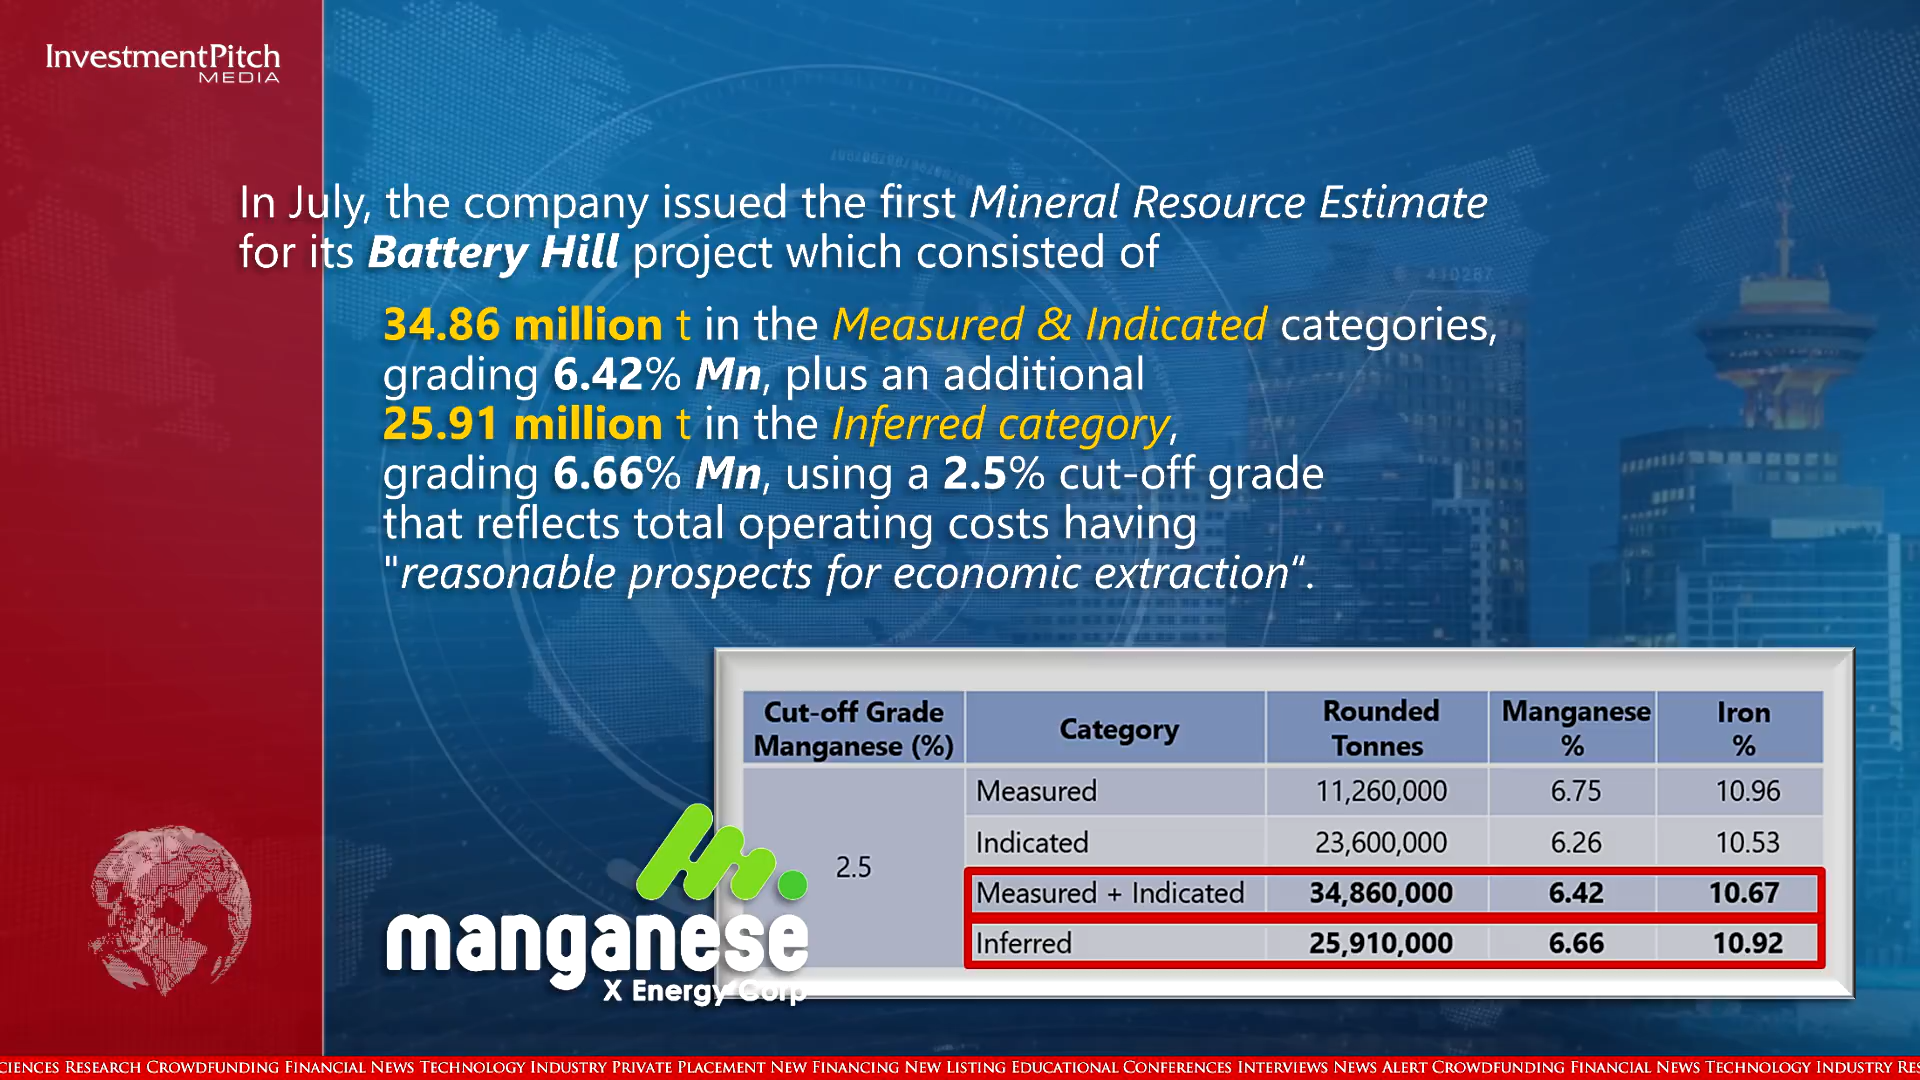 InvestmentPitch
MEDIA
In July, the company issued the first Mineral Resource Estimate
for its Battery Hill project which consisted of
34.86 million t in the Measured & Indicated categories,
grading 6.42% Mn, plus an additional
25.91 million t in the Inferred category,
grading 6.66% Mn, using a 2.5% cut-off grade
that reflects total operating costs having
"reasonable prospects for economic extraction“.
Cut-off Grade Manganese (%) Category Rounded Tonnes Manganese % Iron %
2.5
Measured 11,260,000 6.75 10.96
Indicated 23,600,000 6.26 10.53
Measured + Indicated 34,860,000 6.42 10.67
Inferred 25,910,000 6.66 10.92
manganese
X Energy Corp
CIENCES RESEARCH CROWDFUNDING FINANCIAL NEWS TECHNOLOGY INDUSTRY PRIVATE PLACEMENT NEW FINANCING NEW LISTING EDUCATIONAL CONFERENCES INTERVIEWS NEWS ALERT CROWDFUNDING FINANCIAL NEWS TECHNOLOGY INDUSTRY RES